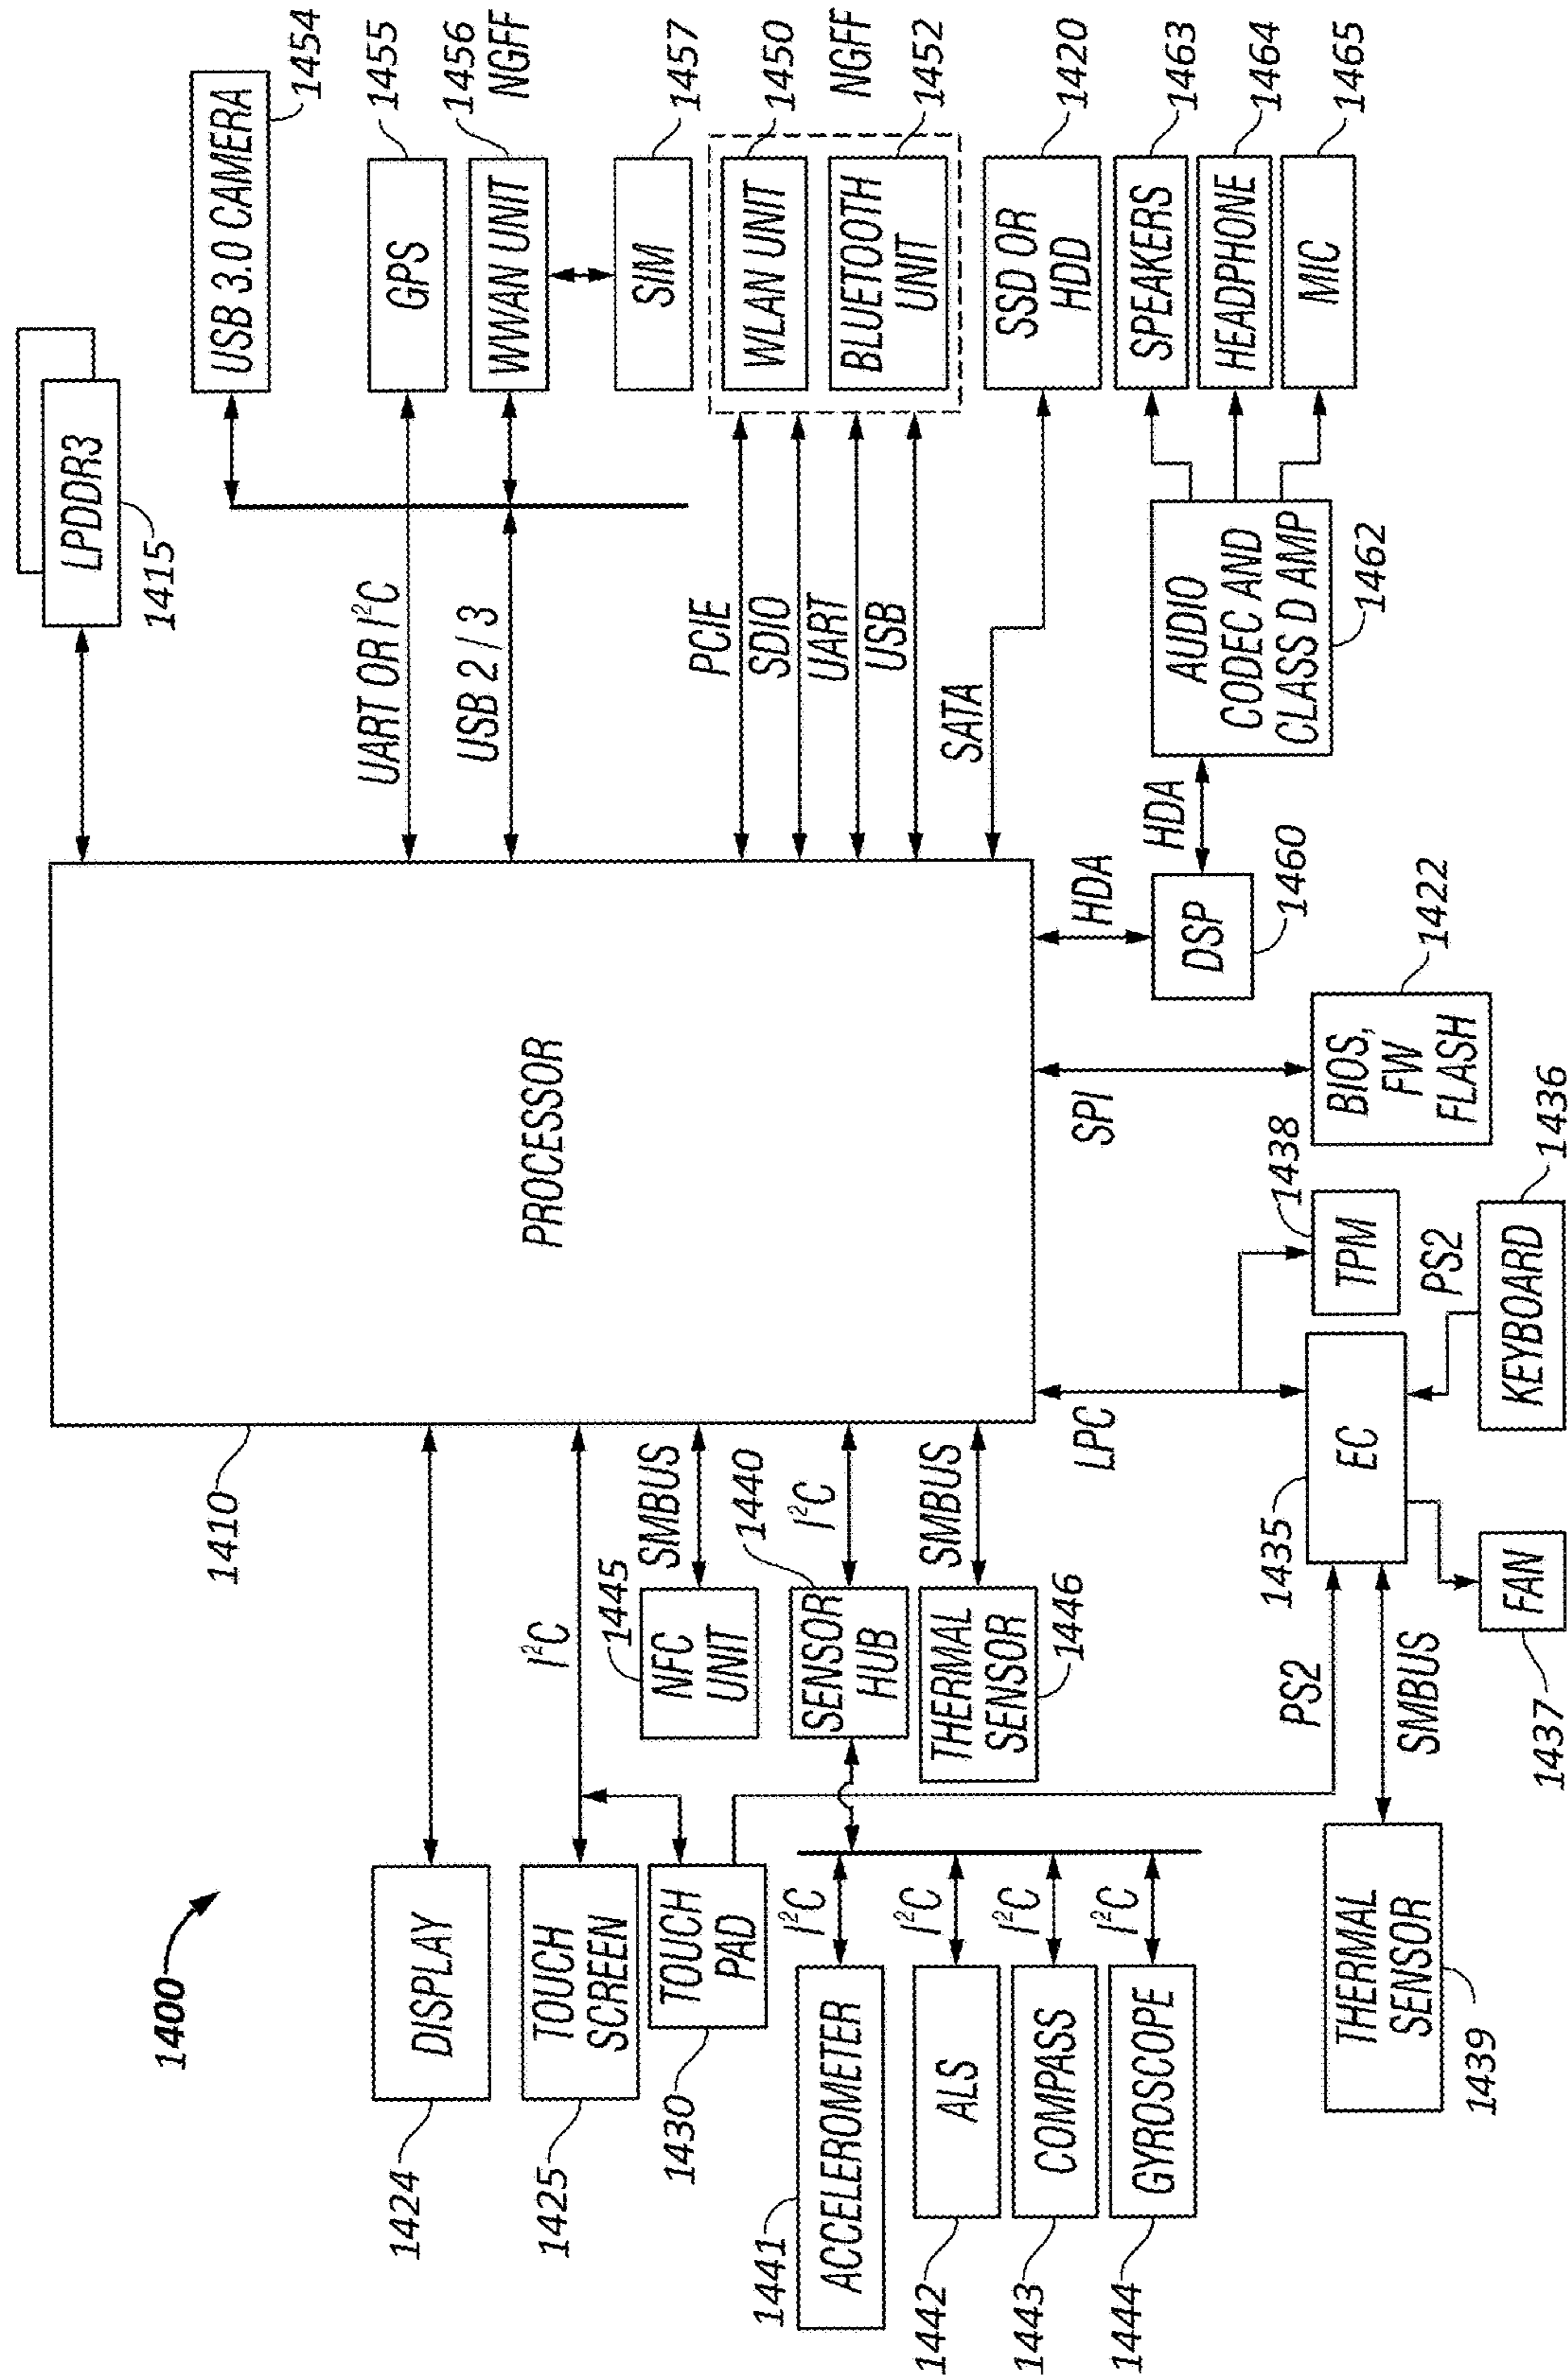 1400
LPDDR3
1415
DISPLAY
1424
1410
PROCESSOR
USB 3.0 CAMERA
1454
TOUCH
SCREEN
1425
I²C
UART OR I²C
GPS
1455
TOUCH
PAD
1430
USB 2 / 3
WWAN UNIT
1456
NGFF
SIM
1457
NFC
UNIT
1445
SMBUS
ACCELEROMETER
1441
I²C
SENSOR
HUB
1440
I²C
PCIE
SDIO
UART
USB
WLAN UNIT
1450
BLUETOOTH
UNIT
NGFF
1452
ALS
1442
I²C
THERMAL
SENSOR
1446
SMBUS
SATA
SSD OR
HDD
1420
COMPASS
1443
I²C
GYROSCOPE
1444
I²C
LPC
SPI
HDA
DSP
1460
HDA
AUDIO
CODEC AND
CLASS D AMP
1462
SPEAKERS
1463
HEADPHONE
1464
MIC
1465
THERMAL
SENSOR
1439
PS2
SMBUS
1435
EC
TPM
1438
BIOS,
FW
FLASH
1422
FAN
1437
PS2
KEYBOARD
1436